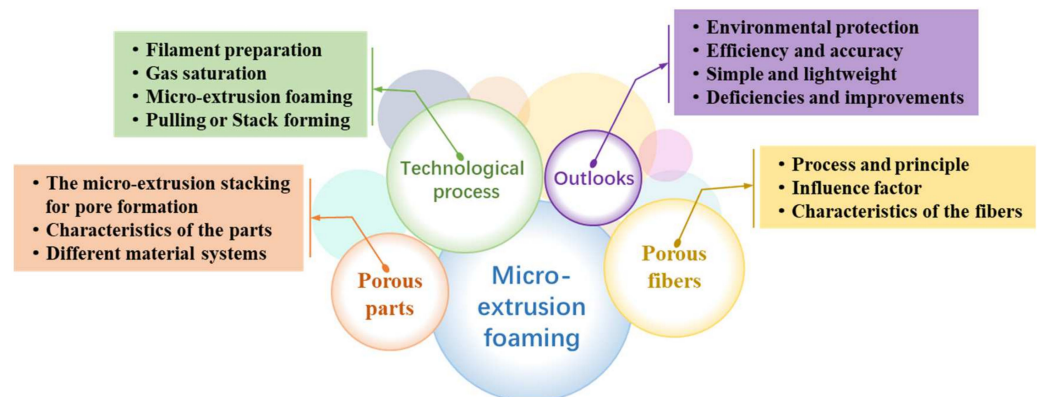 • Filament preparation
• Gas saturation
• Micro-extrusion foaming
• Pulling or Stack forming
• Environmental protection
• Efficiency and accuracy
• Simple and lightweight
• Deficiencies and improvements
• The micro-extrusion stacking
for pore formation
• Characteristics of the parts
• Different material systems
• Process and principle
• Influence factor
• Characteristics of the fibers
Technological
process
Outlooks
Porous
parts
Porous
fibers
Micro-
extrusion
foaming